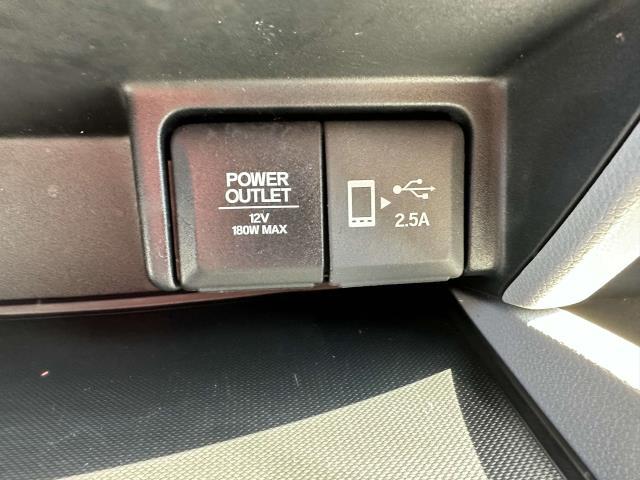 POWER
OUTLET
12V
180W MAX
2.5A